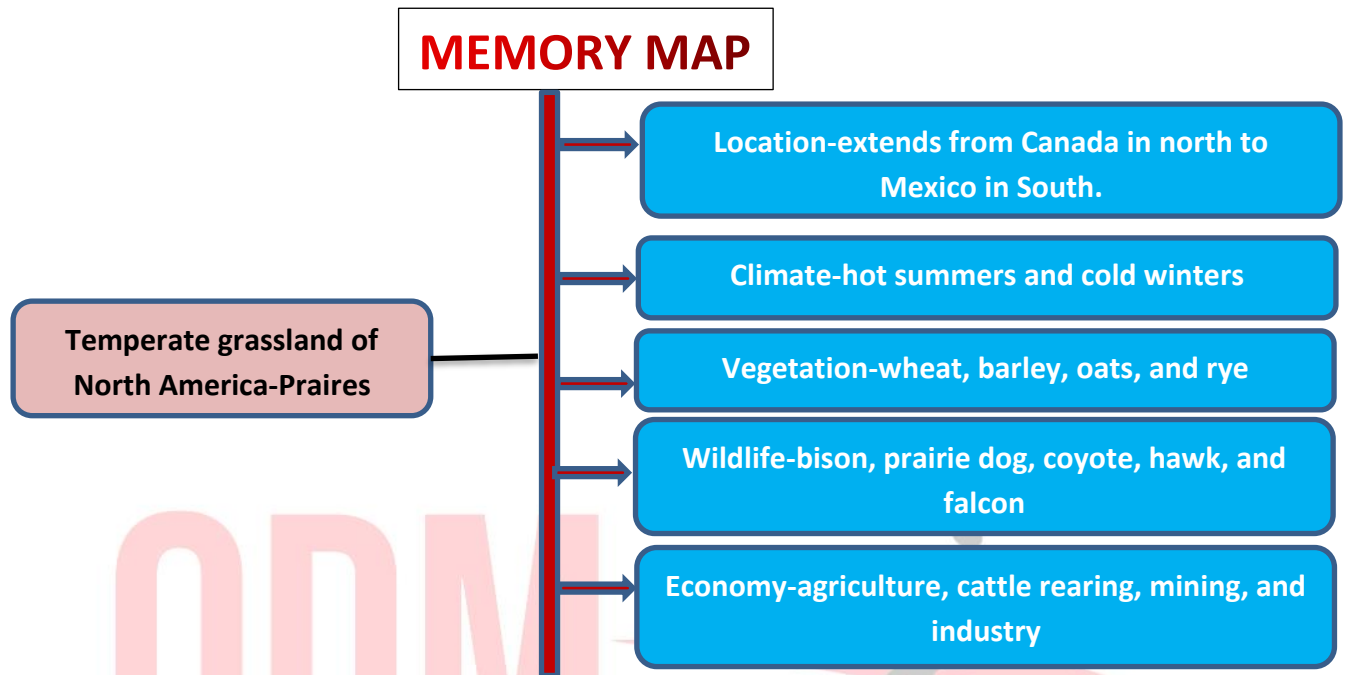 MEMORY MAP
Location-extends from Canada in north to
Mexico in South.
Climate-hot summers and cold winters
Temperate grassland of
North America-Praires
Vegetation-wheat, barley, oats, and rye
Wildlife-bison, prairie dog, coyote, hawk, and
falcon
Economy-agriculture, cattle rearing, mining, and
industry
ODM